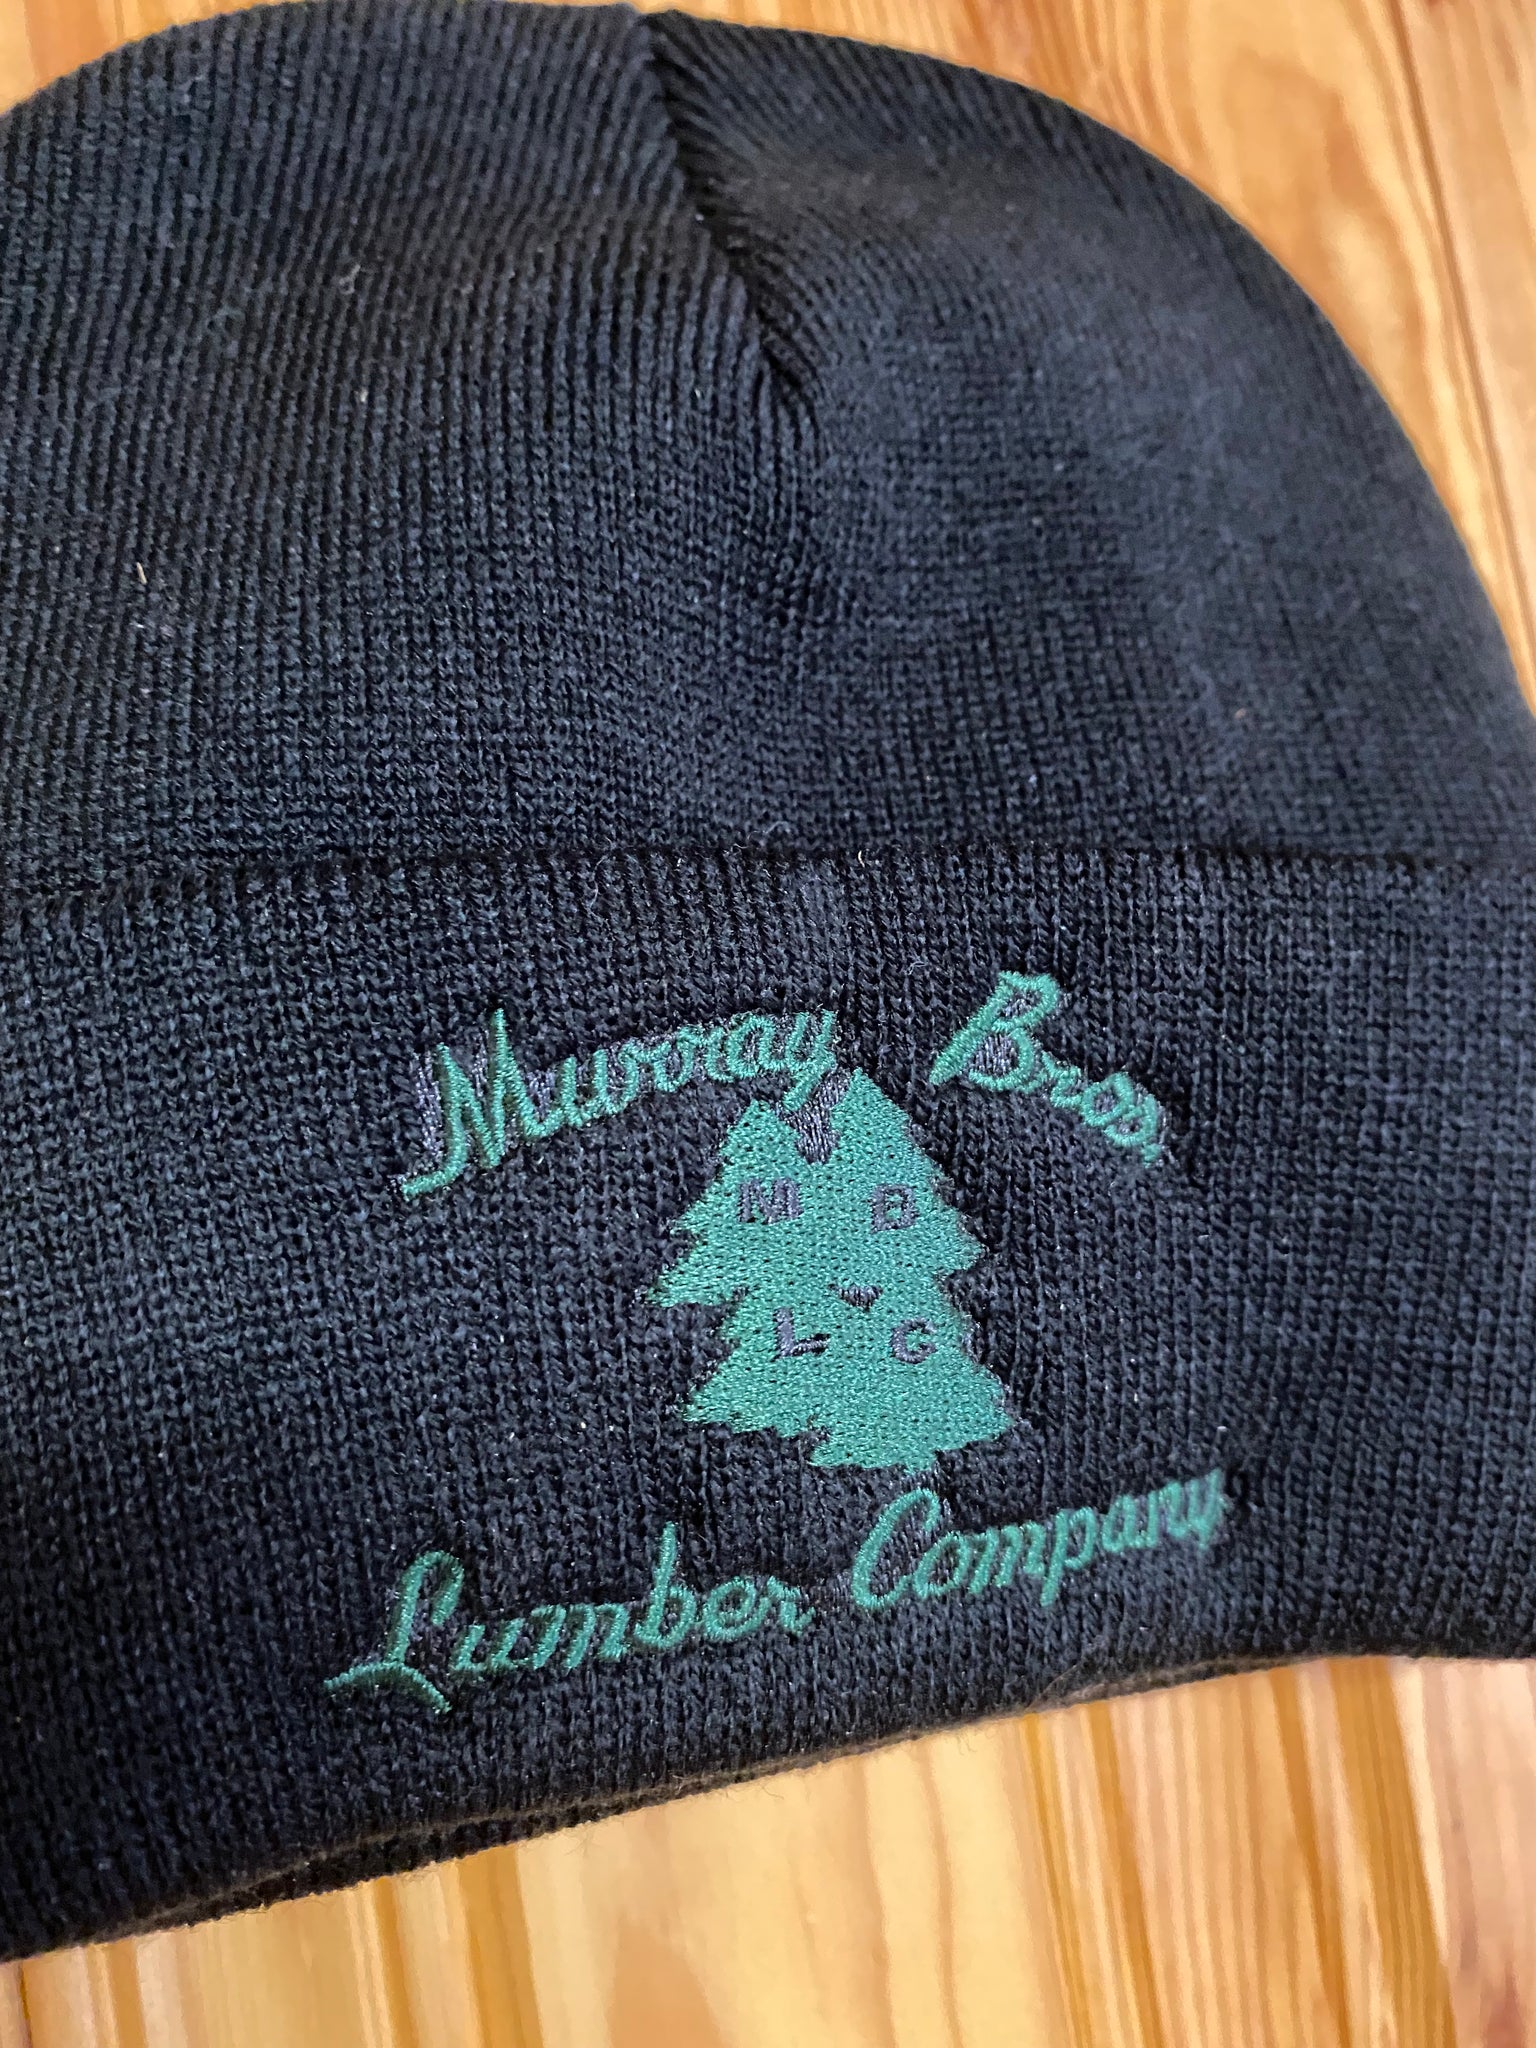 Murray Bros.
M B
L C
Lumber Company